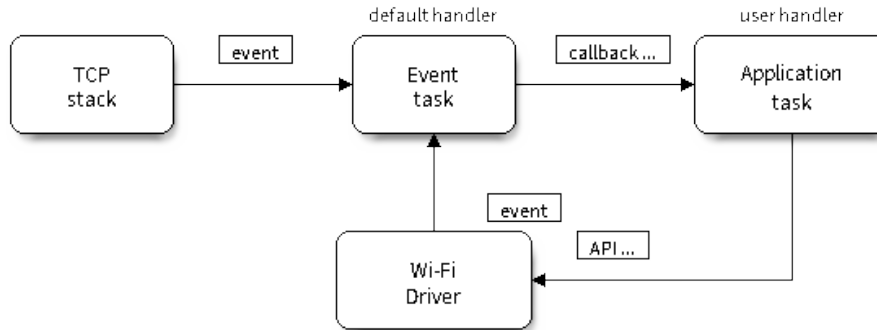 default handler
user handler
event
callback ...
TCP
stack
Event
task
Application
task
event
API ...
Wi-Fi
Driver